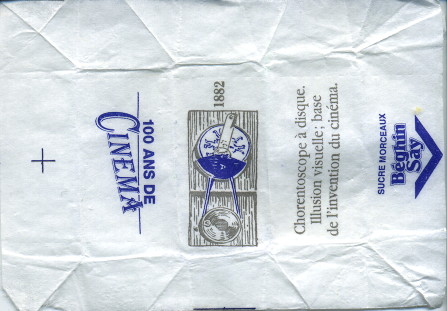 100 ANS DE
CINEMA
1882
Chorentoscope à disque.
Illusion visuelle; base
de l'invention du cinéma.
SUCRE MORCEAUX
Béghin
Say